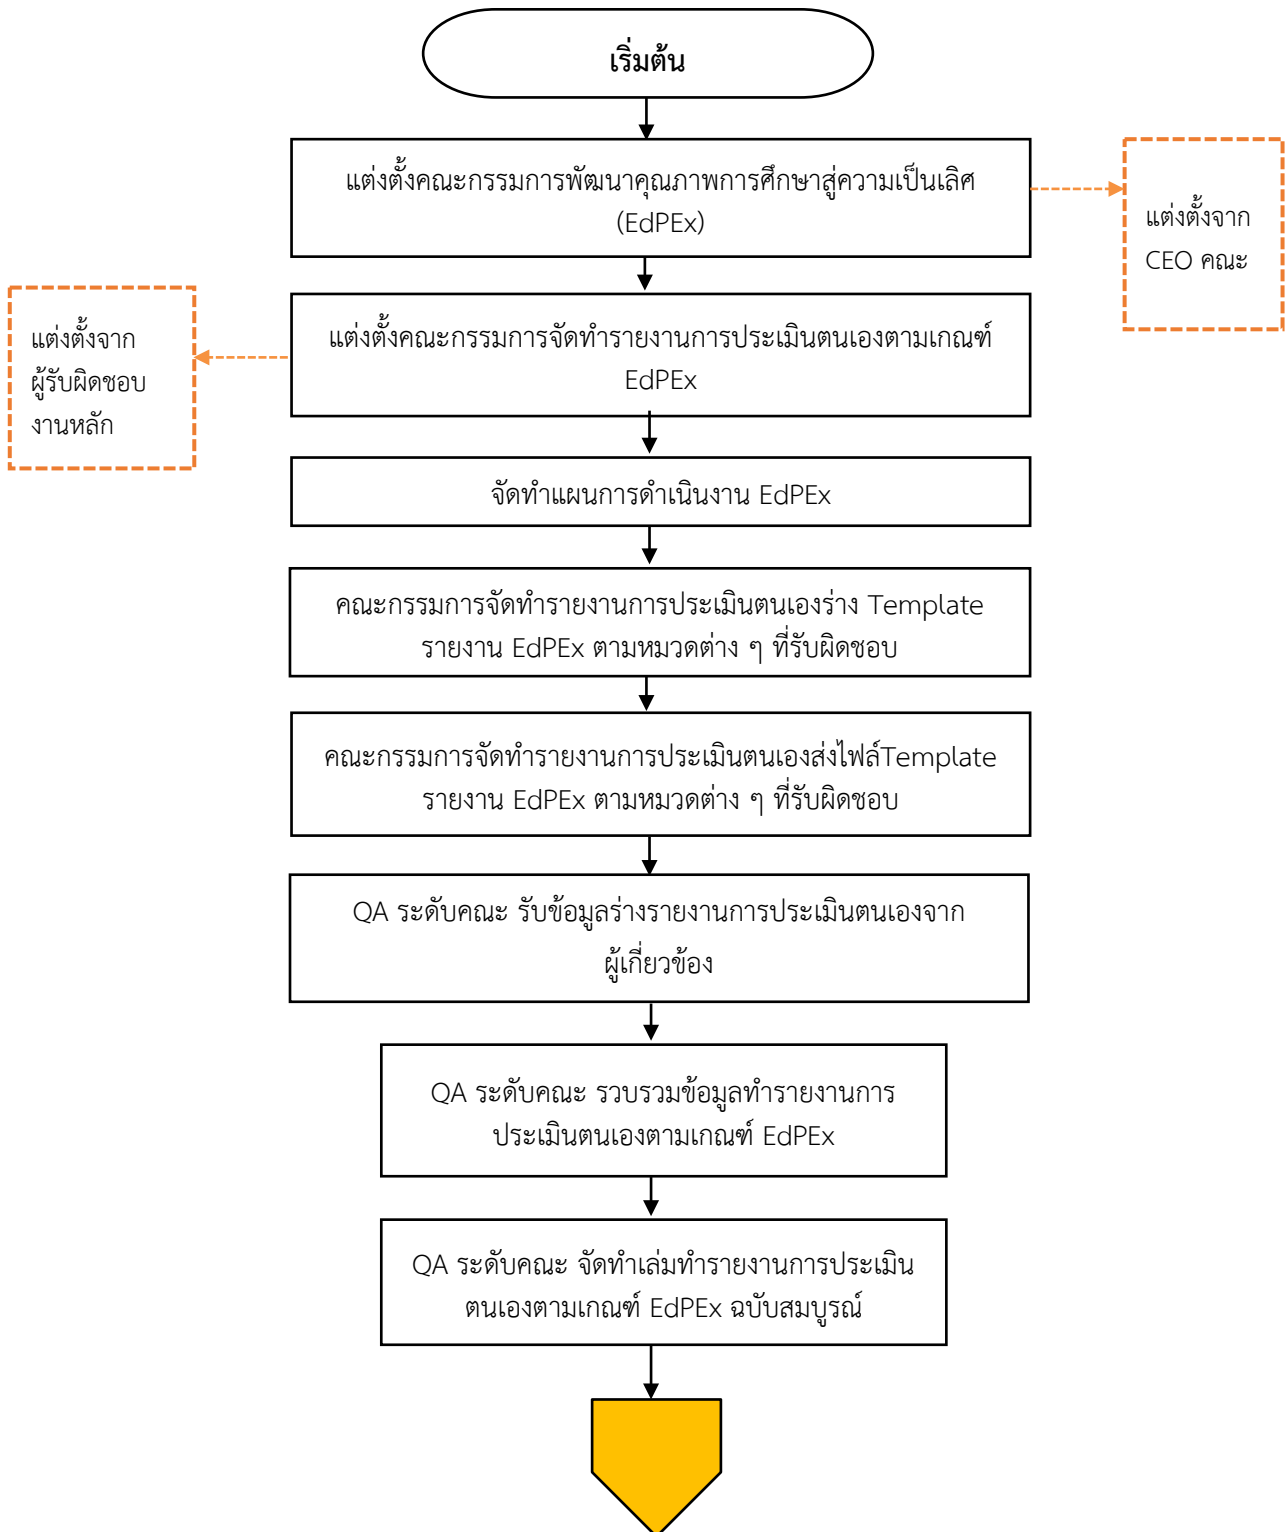 เริ่มต้น
แต่งตั้งคณะกรรมการพัฒนาคุณภาพการศึกษาสู่ความเป็นเลิศ
(EdPEx)
แต่งตั้งจาก
CEO คณะ
แต่งตั้งคณะกรรมการจัดทำรายงานการประเมินตนเองตามเกณฑ์
EdPEx
แต่งตั้งจาก
ผู้รับผิดชอบ
งานหลัก
จัดทำแผนการดำเนินงาน EdPEx
คณะกรรมการจัดทำรายงานการประเมินตนเองร่าง Template
รายงาน EdPEx ตามหมวดต่าง ๆ ที่รับผิดชอบ
คณะกรรมการจัดทำรายงานการประเมินตนเองส่งไฟล์Template
รายงาน EdPEx ตามหมวดต่าง ๆ ที่รับผิดชอบ
QA ระดับคณะ รับข้อมูลร่างรายงานการประเมินตนเองจาก
ผู้เกี่ยวข้อง
QA ระดับคณะ รวบรวมข้อมูลทำรายงานการ
ประเมินตนเองตามเกณฑ์ EdPEx
QA ระดับคณะ จัดทำเล่มทำรายงานการประเมิน
ตนเองตามเกณฑ์ EdPEx ฉบับสมบูรณ์